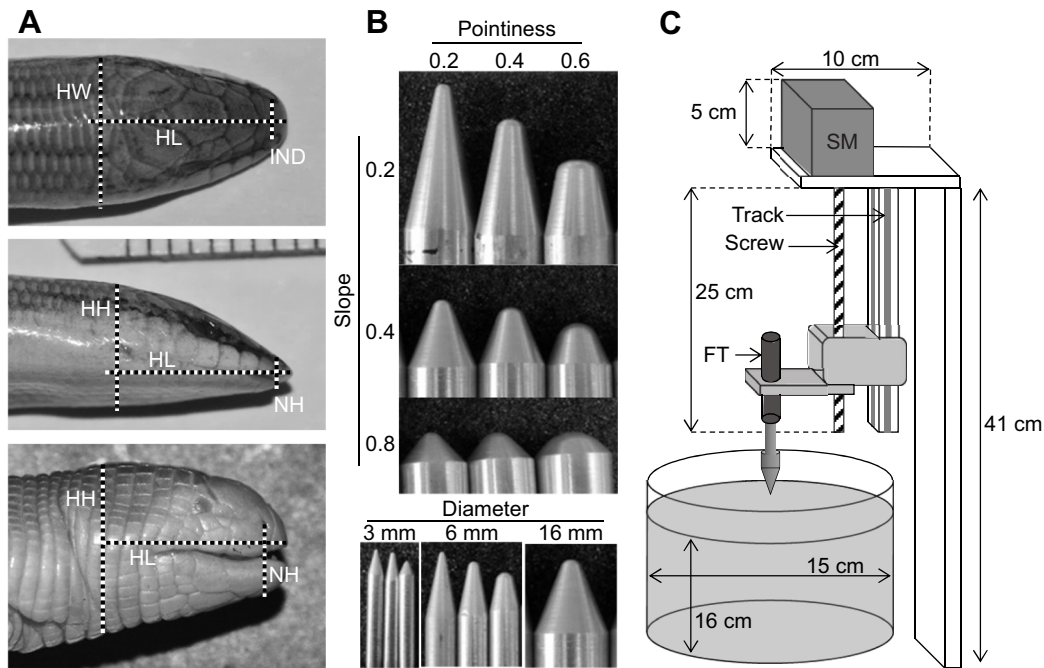 A
HW
HL
IND
HH
HL
NH
HH
HL
NH
B
Pointiness
0.2 0.4 0.6
Slope
0.2
0.4
0.8
Diameter
3 mm 6 mm 16 mm
C
10 cm
5 cm
SM
Track
Screw
25 cm
FT
41 cm
15 cm
16 cm